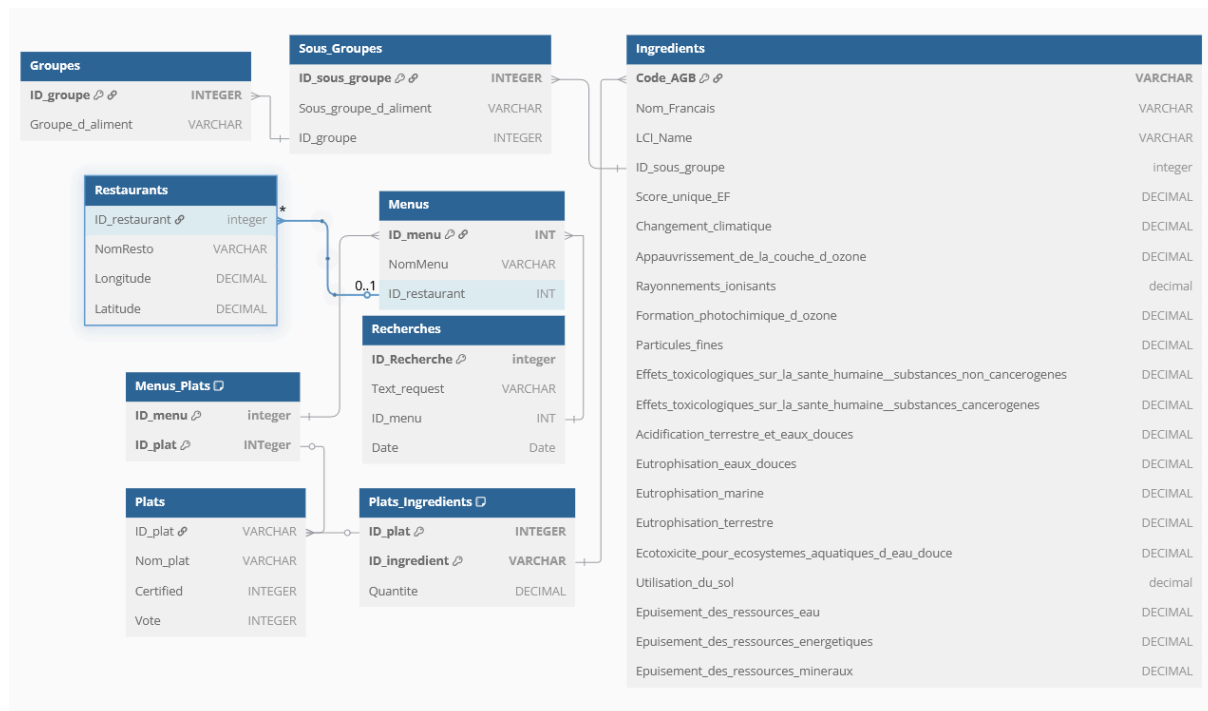 Groupes
ID_groupe INTEGER
Groupe_d_aliment VARCHAR
Sous_Groupes
ID_sous_groupe INTEGER
Sous_groupe_d_aliment VARCHAR
ID_groupe INTEGER
Ingredients
Code_AGB VARCHAR
Nom_Francais VARCHAR
LCI_Name VARCHAR
ID_sous_groupe integer
Score_unique_EF DECIMAL
Changement_climatique DECIMAL
Appauvrissement_de_la_couche_d_ozone DECIMAL
Rayonnements_ionisants decimal
Formation_photochimique_d_ozone DECIMAL
Particules_fines DECIMAL
Effets_toxicologiques_sur_la_sante_humaine__substances_non_cancerogenes DECIMAL
Effets_toxicologiques_sur_la_sante_humaine__substances_cancerogenes DECIMAL
Acidification_terrestre_et_eaux_douces DECIMAL
Eutrophisation_eaux_douces DECIMAL
Eutrophisation_marine DECIMAL
Eutrophisation_terrestre DECIMAL
Ecotoxicite_pour_ecosystemes_aquatiques_d_eau_douce DECIMAL
Utilisation_du_sol decimal
Epuisement_des_ressources_eau DECIMAL
Epuisement_des_ressources_energetiques DECIMAL
Epuisement_des_ressources_mineraux DECIMAL
Restaurants
ID_restaurant integer
NomResto VARCHAR
Longitude DECIMAL
Latitude DECIMAL
*
0..1
Menus
ID_menu INT
NomMenu VARCHAR
ID_restaurant INT
Recherches
ID_Recherche integer
Text_request VARCHAR
ID_menu INT
Date Date
Menus_Plats
ID_menu integer
ID_plat INTeger
Plats
ID_plat VARCHAR
Nom_plat VARCHAR
Certified INTEGER
Vote INTEGER
Plats_Ingredients
ID_plat INTEGER
ID_ingredient VARCHAR
Quantite DECIMAL